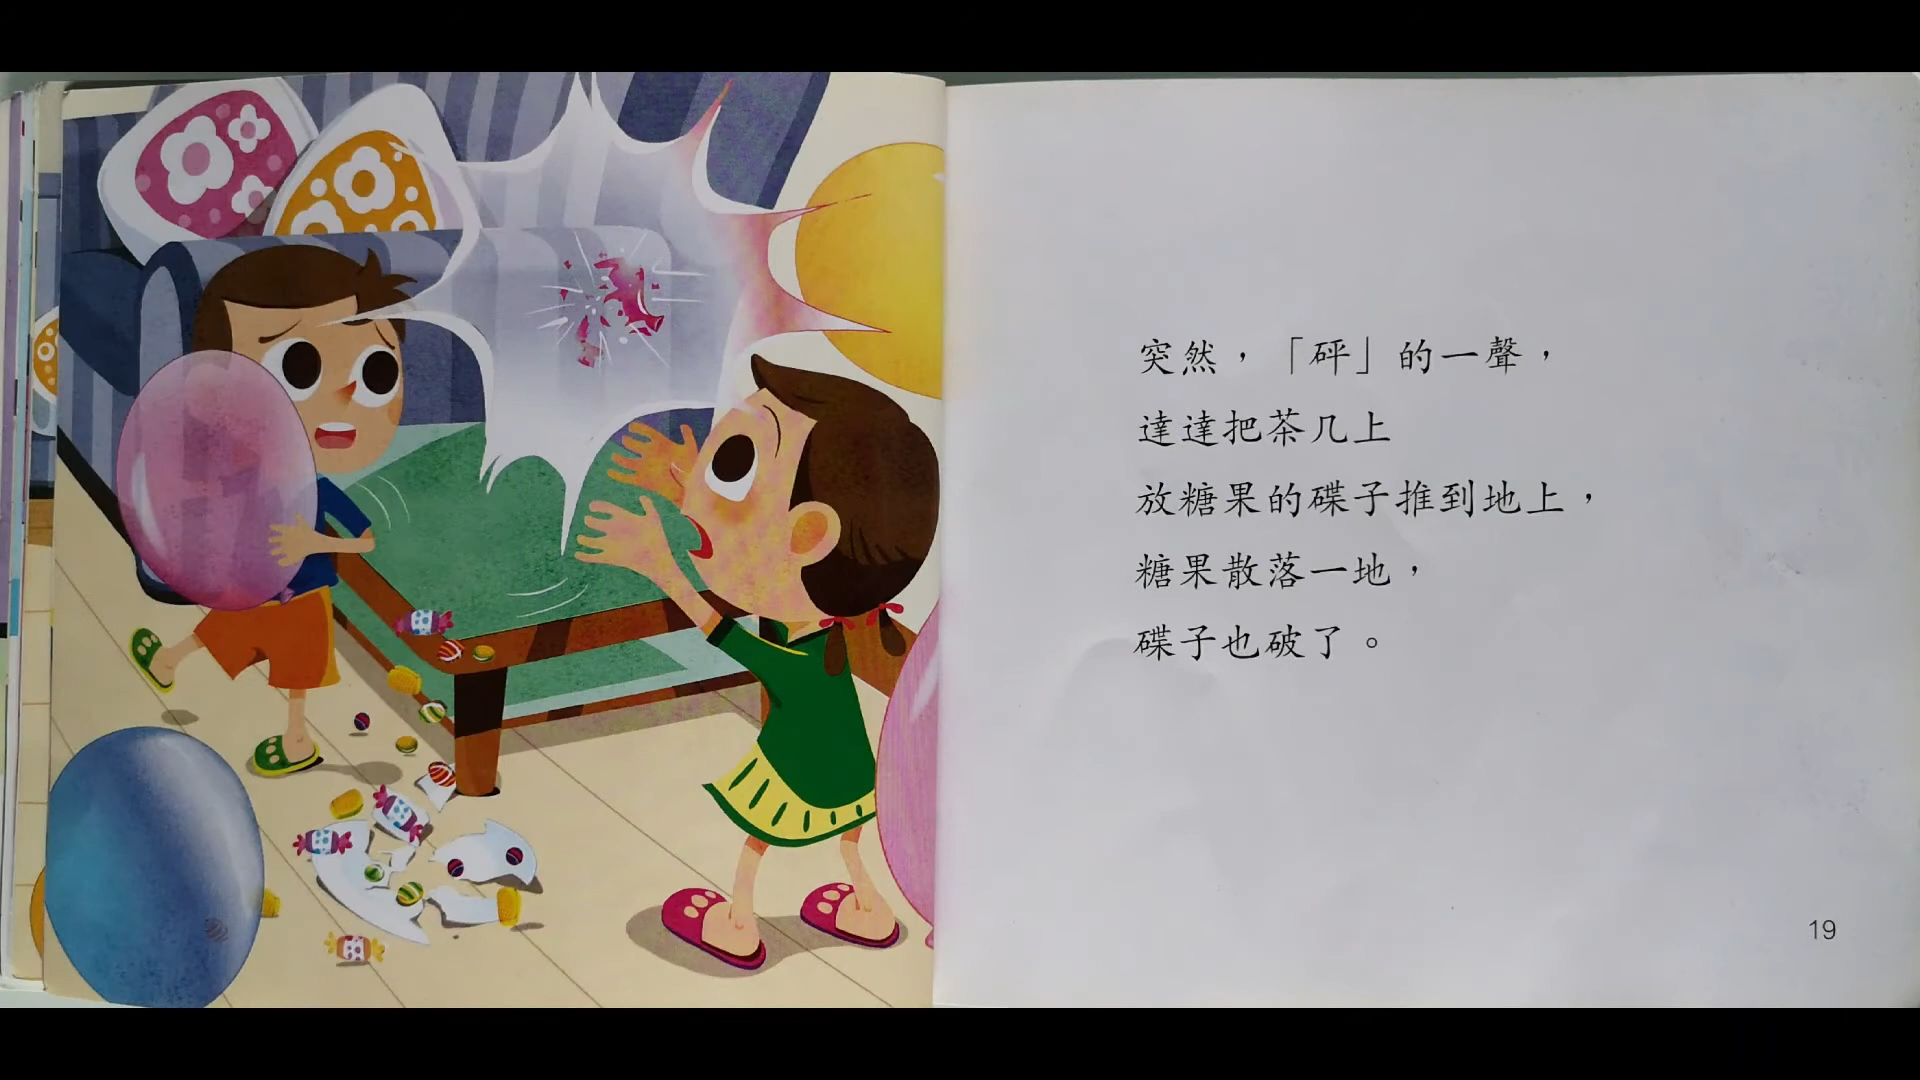 突然，「砰」的一聲，
達達把茶几上
放糖果的碟子推到地上，
糖果散落一地，
碟子也破了。
19